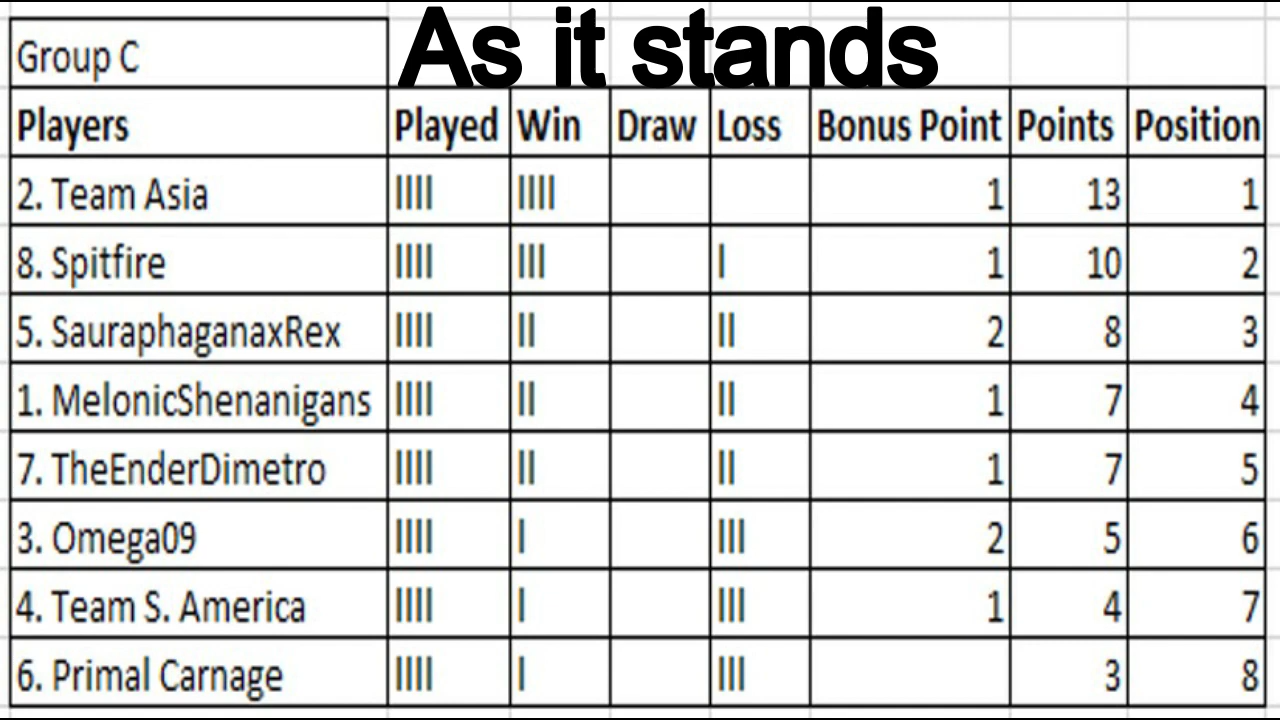 As it stands
Group C
Players Played Win Draw Loss Bonus Point Points Position
2. Team Asia IIII IIII 1 13 1
8. Spitfire IIII III I 1 10 2
5. SauraphaganaxRex IIII II II 2 8 3
1. MelonicShenanigans IIII II II 1 7 4
7. TheEnderDimetro IIII II II 1 7 5
3. Omega09 IIII I III 2 5 6
4. Team S. America IIII I III 1 4 7
6. Primal Carnage IIII I III 3 8